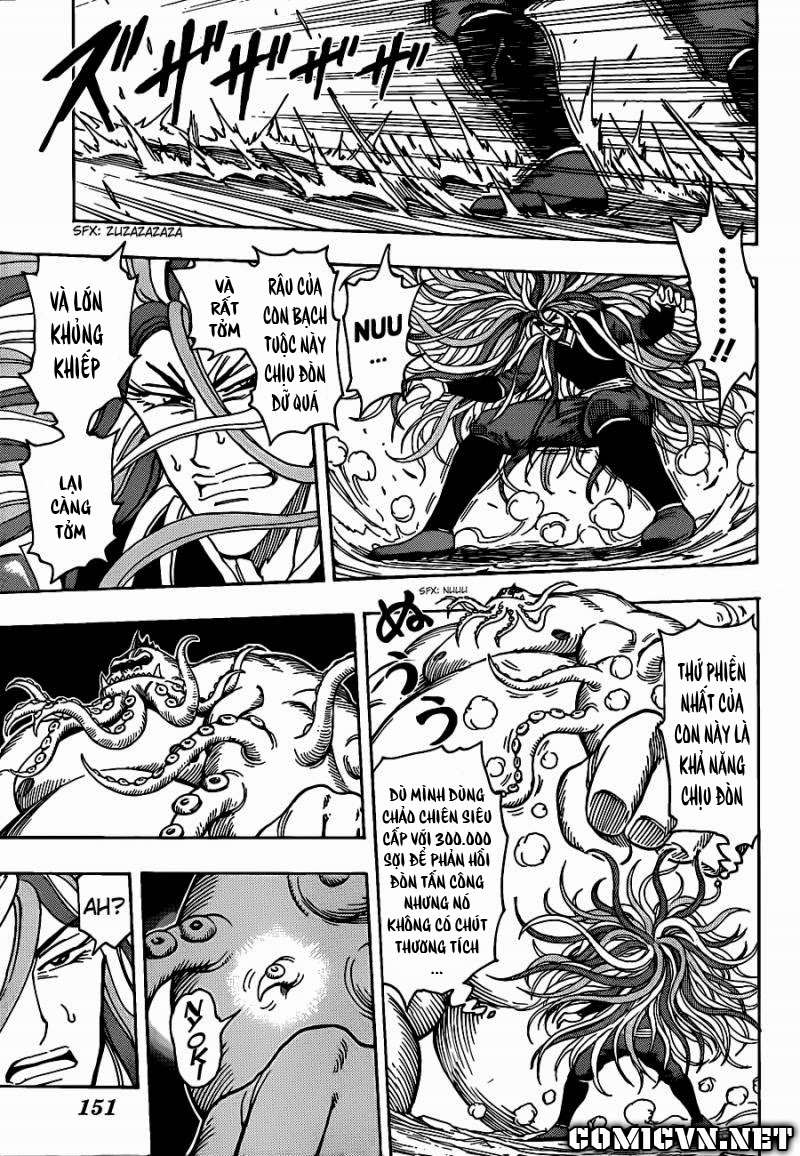 ズザザザザ
SFX: ZUZAZAZAZA
......!!
NUU
...
RÂU CỦA
CON BẠCH
TUỘC NÀY
CHỊU ĐÒN
DỮ QUÁ
VÀ
RẤT
TỞM
VÀ LỚN
KHỦNG
KHIẾP
LẠI
CÀNG
TỞM
SFX: NUUU
ぬうう
THỨ PHIỀN
NHẤT CỦA
CON NÀY LÀ
KHẢ NĂNG
CHỊU ĐÒN
DÙ MÌNH DÙNG
CHẢO CHIÊN SIÊU
CẤP VỚI 300.000
SỢI ĐỂ PHẢN HỒI
ĐÒN TẤN CÔNG
NHƯNG NÓ
KHÔNG CÓ CHÚT
THƯƠNG TÍCH
...
NYOKI
AH?
151
COMICVN.NET